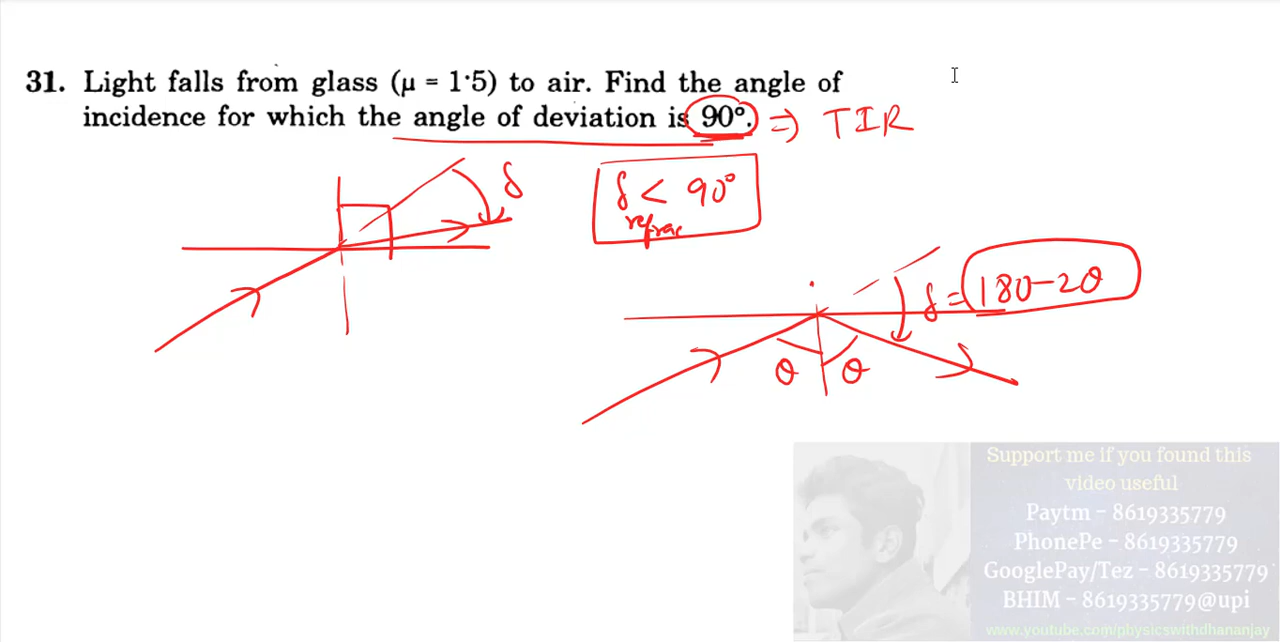 31. Light falls from glass (μ = 1·5) to air. Find the angle of
incidence for which the angle of deviation is 90°. ⇒ TIR
δ
δ < 90°
refrac
δ = 180-2θ
θ θ
Support me if you found this
video useful
Paytm - 8619335779
PhonePe - 8619335779
GooglePay/Tez - 8619335779
BHIM - 8619335779@upi
www.youtube.com/physicswithdhananjay